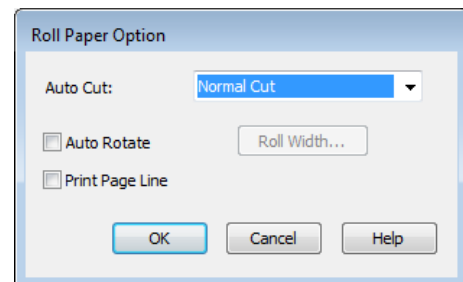 Roll Paper Option
Auto Cut: Normal Cut
Auto Rotate Roll Width...
Print Page Line
OK Cancel Help